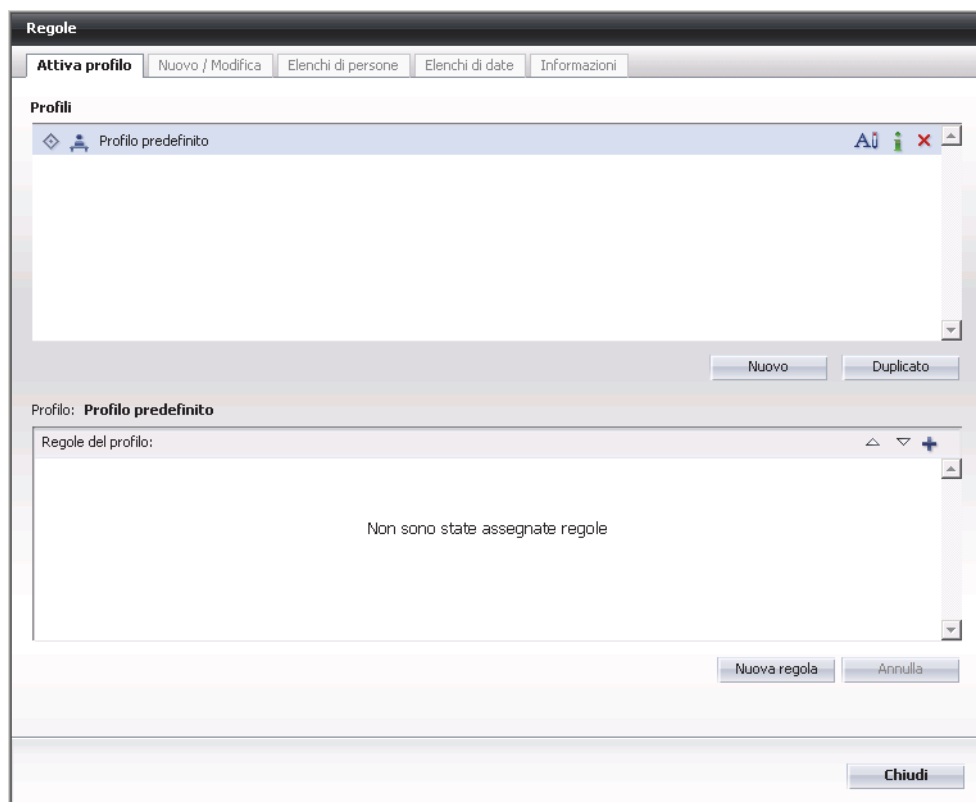 Regole
Attiva profilo Nuovo / Modifica Elenchi di persone Elenchi di date Informazioni
Profili
Profilo predefinito
Nuovo Duplicato
Profilo: Profilo predefinito
Regole del profilo:
Non sono state assegnate regole
Nuova regola Annulla
Chiudi